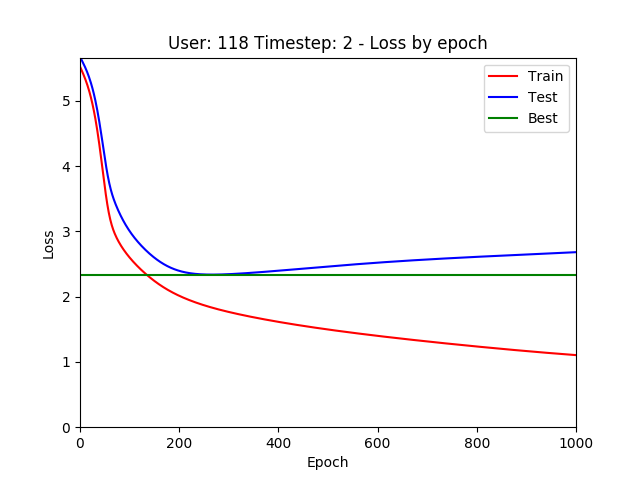 User: 118 Timestep: 2 - Loss by epoch
Train
Test
Best
Loss
5
4
3
2
1
0
0 200 400 600 800 1000
Epoch